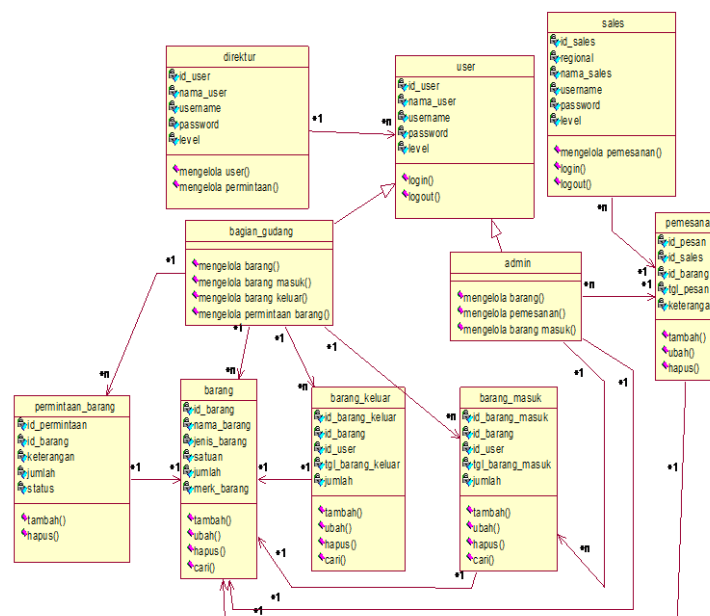 direktur
id_user
nama_user
username
password
level
mengelola user()
mengelola permintaan()
user
id_user
nama_user
username
password
level
login()
logout()
sales
id_sales
regional
nama_sales
username
password
level
mengelola pemesanan()
login()
logout()
*1
*n
*n
*1
bagian_gudang
mengelola barang()
mengelola barang masuk()
mengelola barang keluar()
mengelola permintaan barang()
admin
mengelola barang()
mengelola pemesanan()
mengelola barang masuk()
pemesana
id_pesan
id_sales
id_barang
tgl_pesan
keteranga
tambah()
ubah()
hapus()
*1
*n
*1
*1
*1
*1
*1
*1
*n
*n
*n
*n
permintaan_barang
id_permintaan
id_barang
keterangan
jumlah
status
tambah()
hapus()
barang
id_barang
nama_barang
jenis_barang
satuan
jumlah
merk_barang
tambah()
ubah()
hapus()
cari()
barang_keluar
id_barang_keluar
id_barang
id_user
tgl_barang_keluar
jumlah
tambah()
ubah()
hapus()
cari()
barang_masuk
id_barang_masuk
id_barang
id_user
tgl_barang_masuk
jumlah
tambah()
ubah()
hapus()
cari()
*1
*1
*1
*1
*1
*n
*1
*1
*1